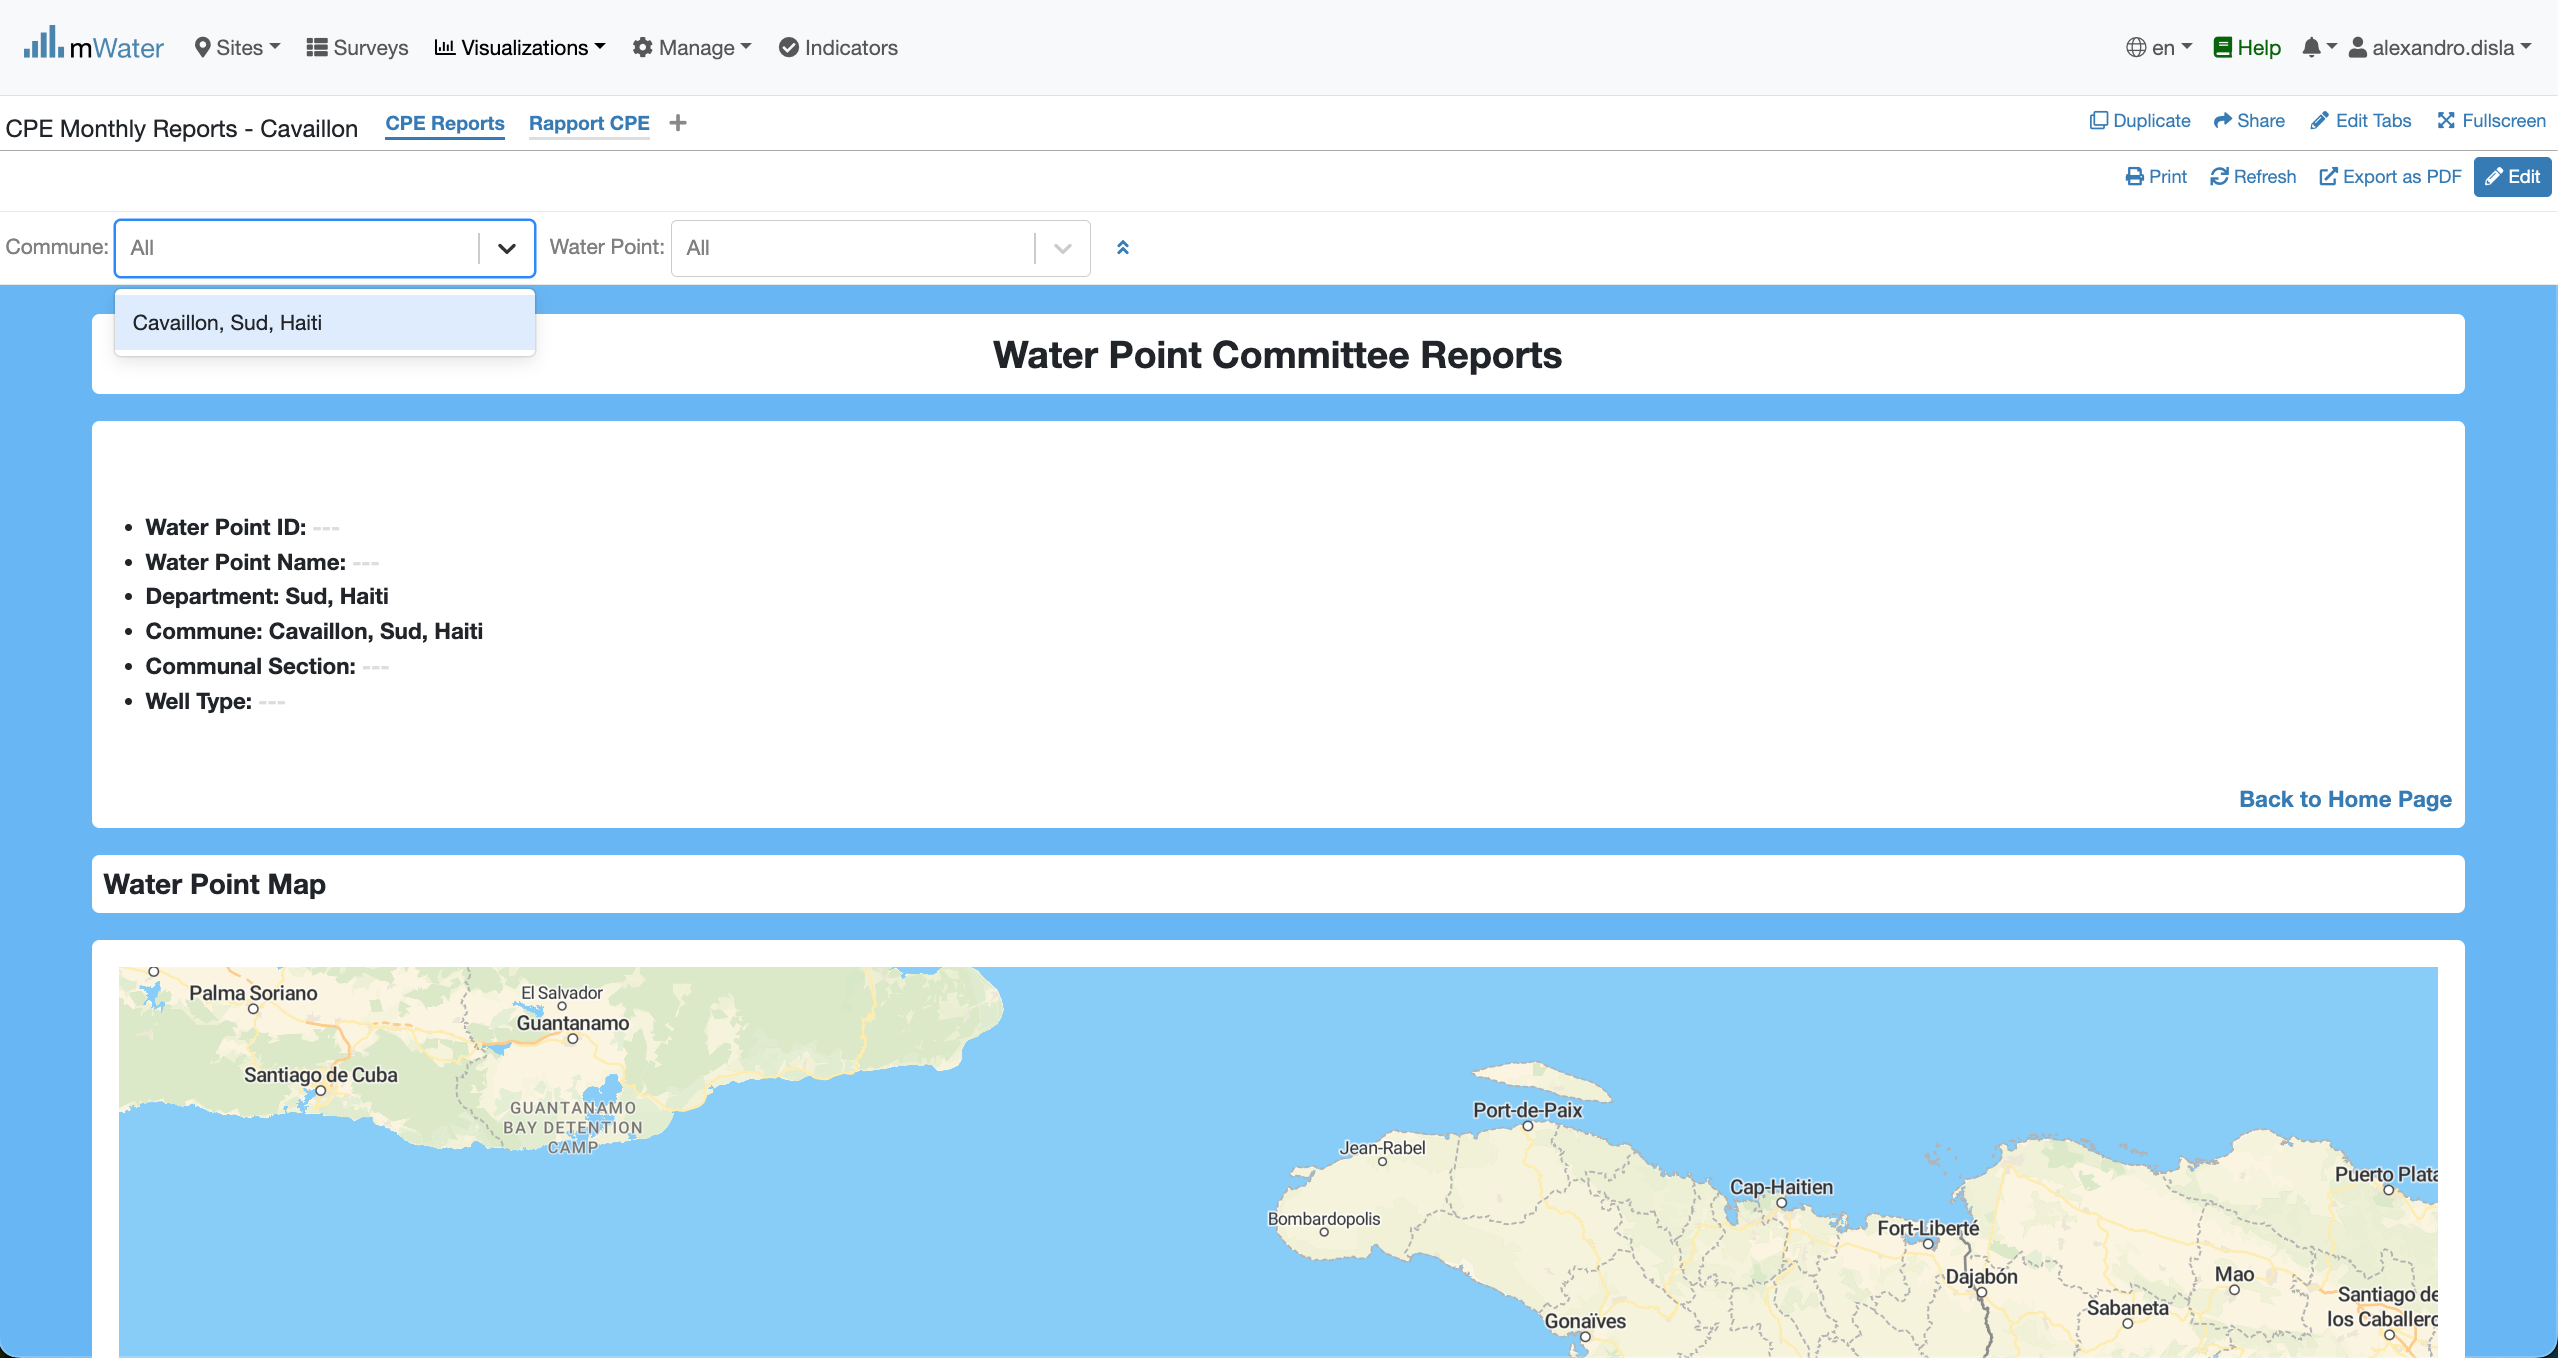 mWater Sites Surveys Visualizations Manage Indicators en Help alexandro.disla
CPE Monthly Reports - Cavaillon CPE Reports Rapport CPE + Duplicate Share Edit Tabs Fullscreen
Print Refresh Export as PDF Edit
Commune: All Water Point: All
Cavaillon, Sud, Haiti
Water Point Committee Reports
• Water Point ID: ---
• Water Point Name: ---
• Department: Sud, Haiti
• Commune: Cavaillon, Sud, Haiti
• Communal Section: ---
• Well Type: ---
Back to Home Page
Water Point Map
Palma Soriano
El Salvador
Guantanamo
Santiago de Cuba
GUANTANAMO
BAY DETENTION
CAMP
Port-de-Paix
Jean-Rabel
Puerto Plata
Cap-Haitien
Bombardopolis
Fort-Liberté
Dajabón
Mao
Santiago de
los Caballero
Sabaneta
Gonaïves